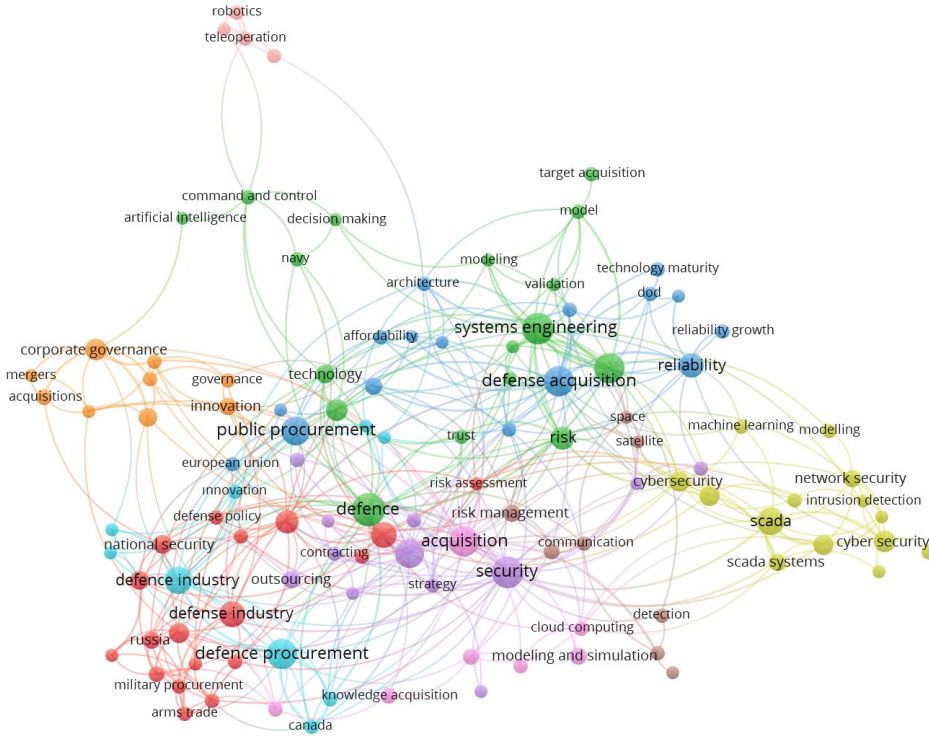 robotics
teleoperation
target acquisition
command and control
model
artificial intelligence
decision making
navy
modeling
technology maturity
architecture
validation
dod
systems engineering
affordability
reliability growth
corporate governance
reliability
mergers
governance
technology
defense acquisition
acquisitions
innovation
space
public procurement
trust
risk
satellite
machine learning
modelling
european union
risk assessment
cybersecurity
network security
innovation
intrusion detection
defence
defense policy
risk management
scada
national security
contracting
acquisition
communication
cyber security
defence industry
outsourcing
strategy
security
scada systems
defense industry
detection
cloud computing
russia
defence procurement
modeling and simulation
military procurement
knowledge acquisition
arms trade
canada